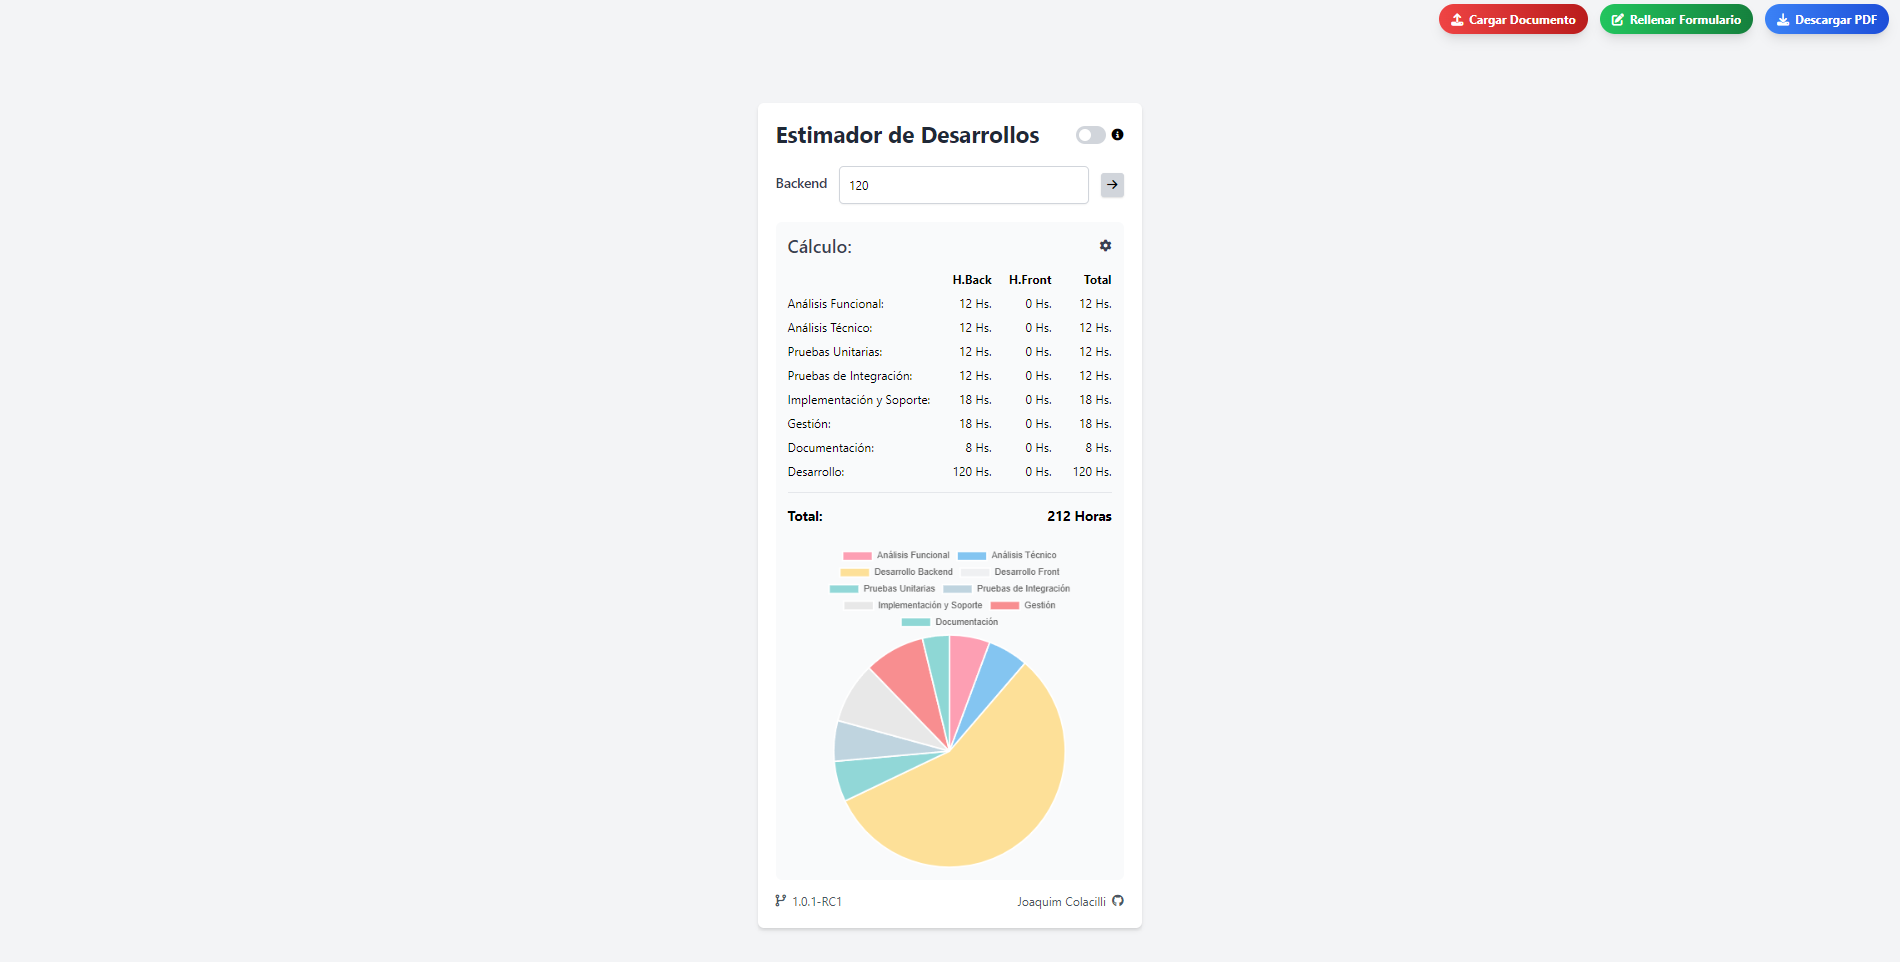 Cargar Documento Rellenar Formulario Descargar PDF
Estimador de Desarrollos
Backend 120
Cálculo:
H.Back H.Front Total
Análisis Funcional: 12 Hs. 0 Hs. 12 Hs.
Análisis Técnico: 12 Hs. 0 Hs. 12 Hs.
Pruebas Unitarias: 12 Hs. 0 Hs. 12 Hs.
Pruebas de Integración: 12 Hs. 0 Hs. 12 Hs.
Implementación y Soporte: 18 Hs. 0 Hs. 18 Hs.
Gestión: 18 Hs. 0 Hs. 18 Hs.
Documentación: 8 Hs. 0 Hs. 8 Hs.
Desarrollo: 120 Hs. 0 Hs. 120 Hs.
Total: 212 Horas
Análisis Funcional Análisis Técnico
Desarrollo Backend Desarrollo Front
Pruebas Unitarias Pruebas de Integración
Implementación y Soporte Gestión
Documentación
1.0.1-RC1 Joaquim Colacilli